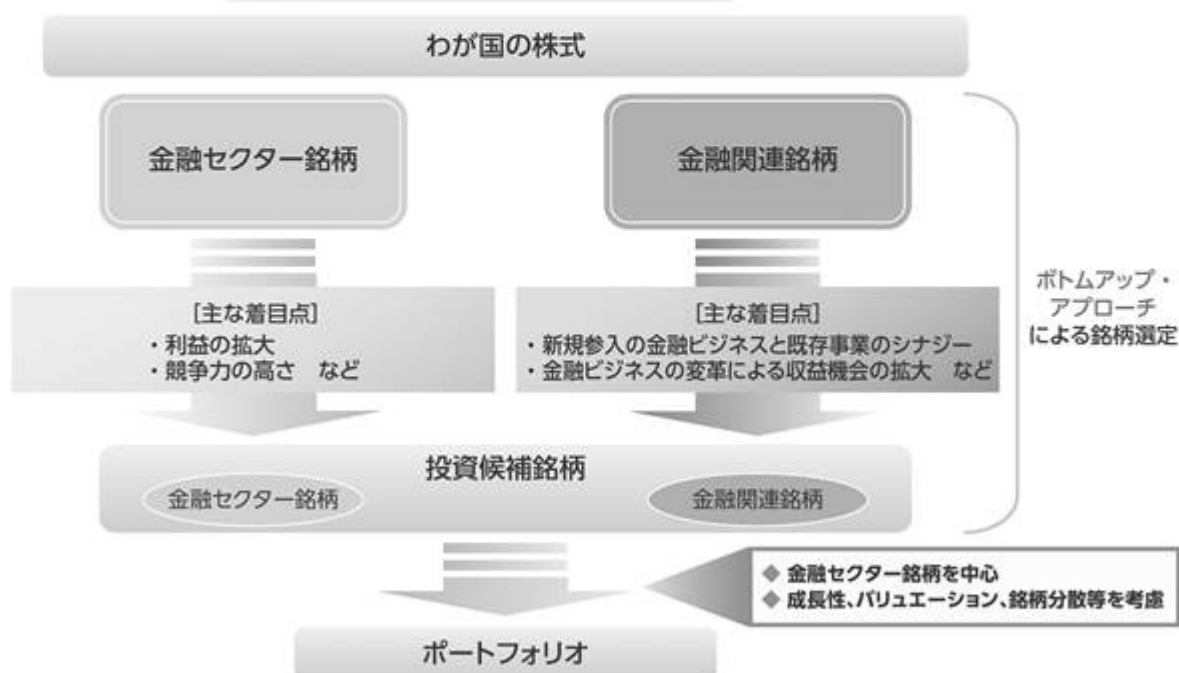 わが国の株式
金融セクター銘柄
金融関連銘柄
[主な着目点]
・利益の拡大
・競争力の高さ　など
[主な着目点]
・新規参入の金融ビジネスと既存事業のシナジー
・金融ビジネスの変革による収益機会の拡大　など
ボトムアップ・
アプローチ
による銘柄選定
投資候補銘柄
金融セクター銘柄
金融関連銘柄
◆ 金融セクター銘柄を中心
◆ 成長性、バリュエーション、銘柄分散等を考慮
ポートフォリオ